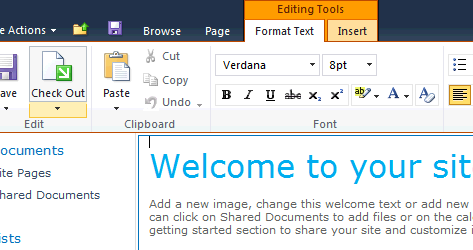 Editing Tools
e Actions Browse Page Format Text Insert
ave Check Out Paste Cut Copy Undo
Verdana 8pt
B I U abc x₂ x² ab A A
Edit Clipboard Font
ocuments
ite Pages
hared Documents
ists
Welcome to your sit
Add a new image, change this welcome text or add new
can click on Shared Documents to add files or on the cale
getting started section to share your site and customize i